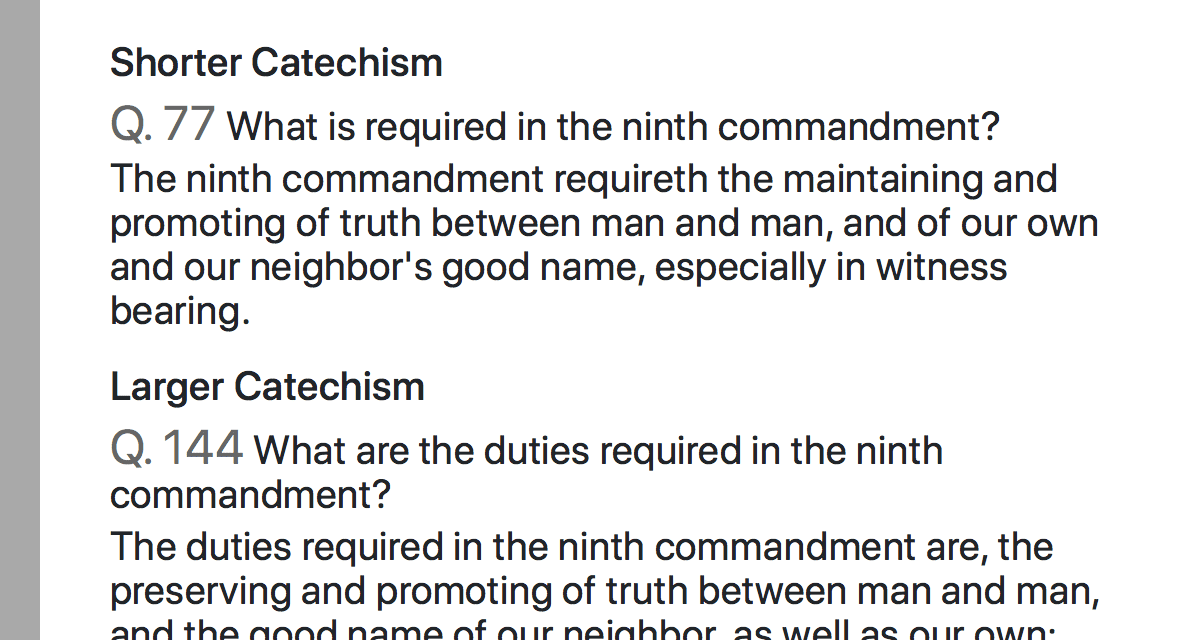 Shorter Catechism
Q. 77 What is required in the ninth commandment?
The ninth commandment requireth the maintaining and
promoting of truth between man and man, and of our own
and our neighbor's good name, especially in witness
bearing.
Larger Catechism
Q. 144 What are the duties required in the ninth
commandment?
The duties required in the ninth commandment are, the
preserving and promoting of truth between man and man,
and the good name of our neighbor, as well as our own;